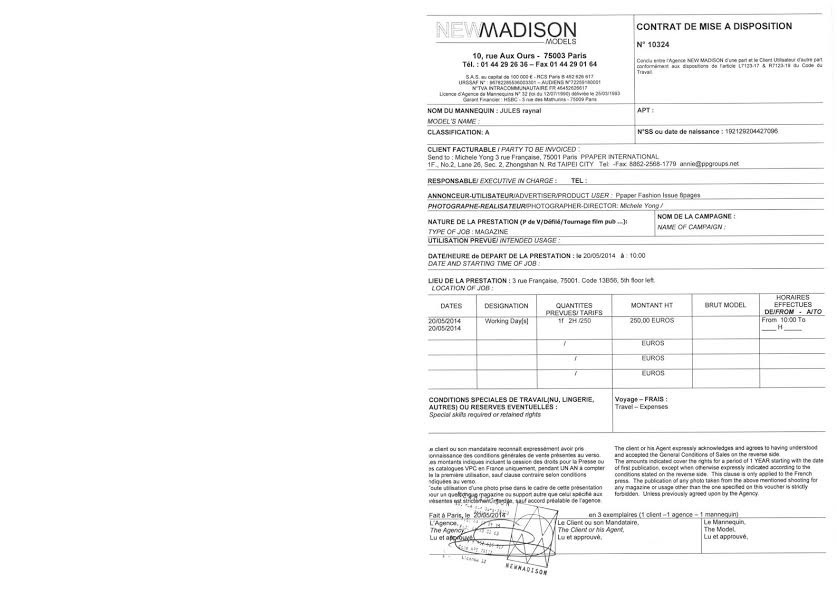 NEWMADISON
MODELS
10, rue Aux Ours - 75003 Paris
Tél. : 01 44 29 26 36 – Fax 01 44 29 01 64
S.A.S. au capital de 100 000 € - RCS Paris B 452 626 617
N°TVA INTRACOMMUNAUTAIRE FR 46452626617
Licence d'Agence de Mannequins N° 32 (loi du 12/07/1990) délivrée le 25/03/1993
Garant Financier : HSBC - 3 rue des Mathurins - 75009 Paris
CONTRAT DE MISE A DISPOSITION
N° 10324
Conclu entre l'Agence NEW MADISON d'une part et le Client Utilisateur d'autre part
conformément aux dispositions de l'article L7123-17 & R7123-19 du Code du
Travail
NOM DU MANNEQUIN : JULES raynal
MODEL'S NAME :
APT :
CLASSIFICATION: A
N°SS ou date de naissance : 192129204427096
CLIENT FACTURABLE / PARTY TO BE INVOICED :
Send to : Michele Yong 3 rue Française, 75001 Paris PPAPER INTERNATIONAL
1F., No.2, Lane 26, Sec. 2, Zhongshan N. Rd TAIPEI CITY Tel: -Fax: 8862-2568-1779 annie@ppgroups.net
RESPONSABLE/ EXECUTIVE IN CHARGE : TEL :
ANNONCEUR-UTILISATEUR/ADVERTISER/PRODUCT USER : Ppaper Fashion Issue 8pages
PHOTOGRAPHE-REALISATEUR/PHOTOGRAPHER-DIRECTOR: Michele Yong /
NATURE DE LA PRESTATION (P de V/Défilé/Tournage film pub ...):
TYPE OF JOB : MAGAZINE
NOM DE LA CAMPAGNE :
NAME OF CAMPAIGN :
UTILISATION PREVUE/ INTENDED USAGE :
DATE/HEURE de DEPART DE LA PRESTATION : le 20/05/2014 à : 10:00
DATE AND STARTING TIME OF JOB :
LIEU DE LA PRESTATION : 3 rue Française, 75001. Code 13B56, 5th floor left.
LOCATION OF JOB :
DATES
DESIGNATION
QUANTITES
PREVUES/ TARIFS
MONTANT HT
BRUT MODEL
HORAIRES
EFFECTUES
DE/FROM - A/TO
20/05/2014
20/05/2014
Working Day[s]
1f 2H /250
250,00 EUROS
From 10:00 To
____ H _____
/ EUROS
/ EUROS
/ EUROS
CONDITIONS SPECIALES DE TRAVAIL(NU, LINGERIE,
AUTRES) OU RESERVES EVENTUELLES :
Special skills required or retained rights
Voyage – FRAIS :
Travel – Expenses
e client ou son mandataire reconnaît expressément avoir pris
onnaissance des conditions générales de vente présentes au verso.
es montants indiqués incluent la cession des droits pour la Presse ou
es catalogues VPC en France uniquement, pendant UN AN à compter
e la première utilisation, sauf clause contraire selon conditions
ndiquées au verso.
oute utilisation d'une photo prise dans le cadre de cette présentation
our un quelconque magazine ou support autre que celui spécifié aux
résentes est strictement interdite, sauf accord préalable de l'agence.
The client or his Agent expressly acknowledges and agrees to having understood
and accepted the General Conditions of Sales on the reverse side.
The amounts indicated cover the rights for a period of 1 YEAR starting with the date
of first publication, except when otherwise expressly indicated according to the
conditions stated on the reverse side. This clause is only applied to the French
press. The publication of any photo taken from the above mentioned shooting for
any magazine or usage other than the one specified on this voucher is strictly
forbidden. Unless previously agreed upon by the Agency.
Fait à Paris, le 20/05/2014
en 3 exemplaires (1 client –1 agence – 1 mannequin)
L'Agence,
The Agency,
Lu et approuvé,
Le Client ou son Mandataire,
The Client or his Agent,
Lu et approuvé,
Le Mannequin,
The Model,
Lu et approuvé,
Licence 32
NEWMADISON